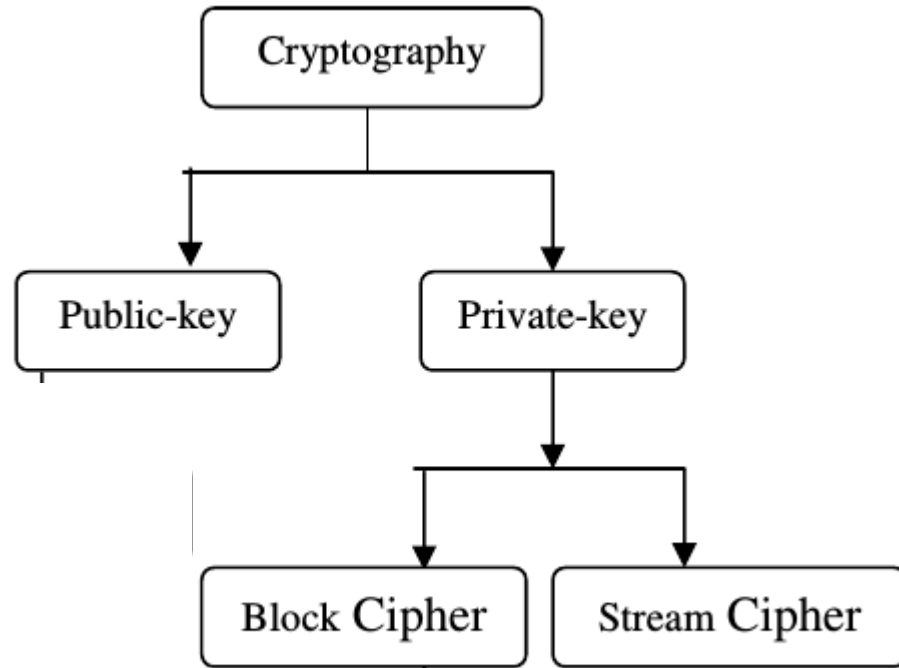 Cryptography
Public-key
Private-key
Block Cipher
Stream Cipher